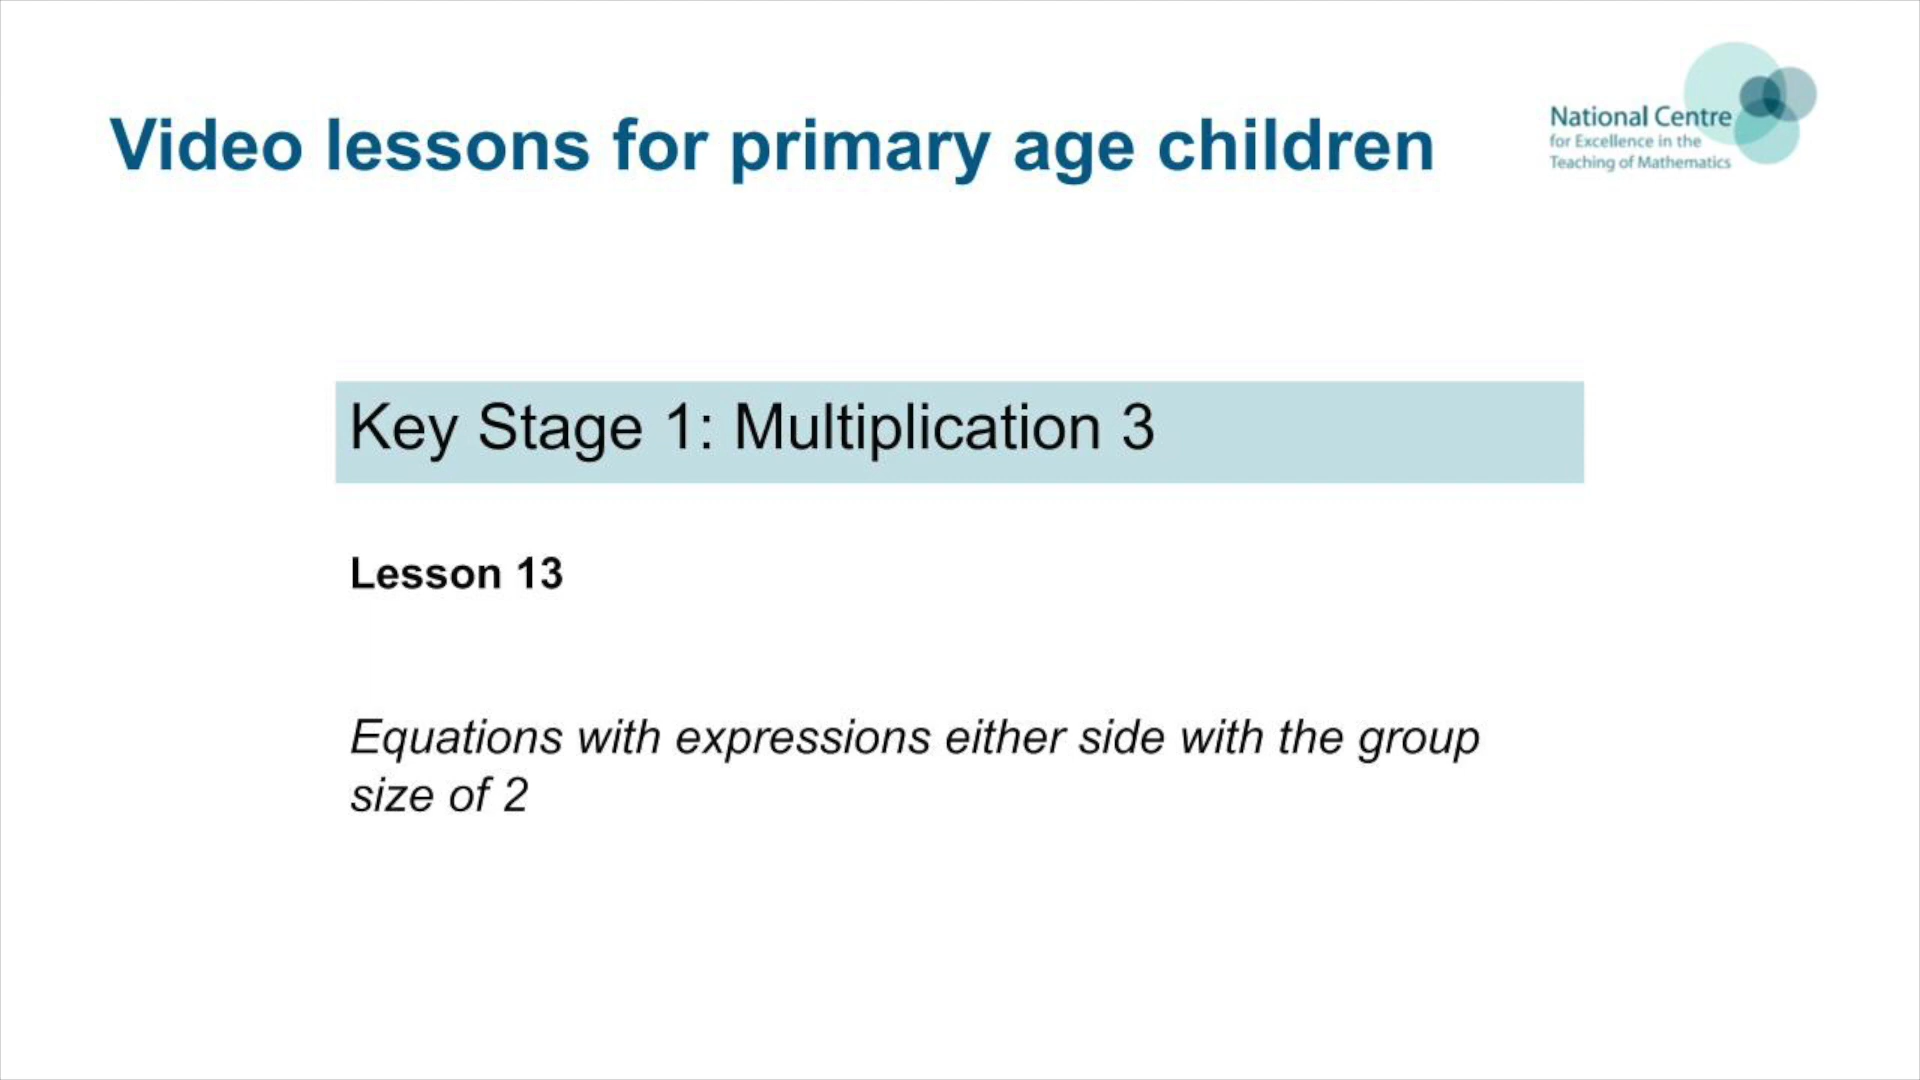 Video lessons for primary age children
National Centre
for Excellence in the
Teaching of Mathematics
Key Stage 1: Multiplication 3
Lesson 13
Equations with expressions either side with the group
size of 2